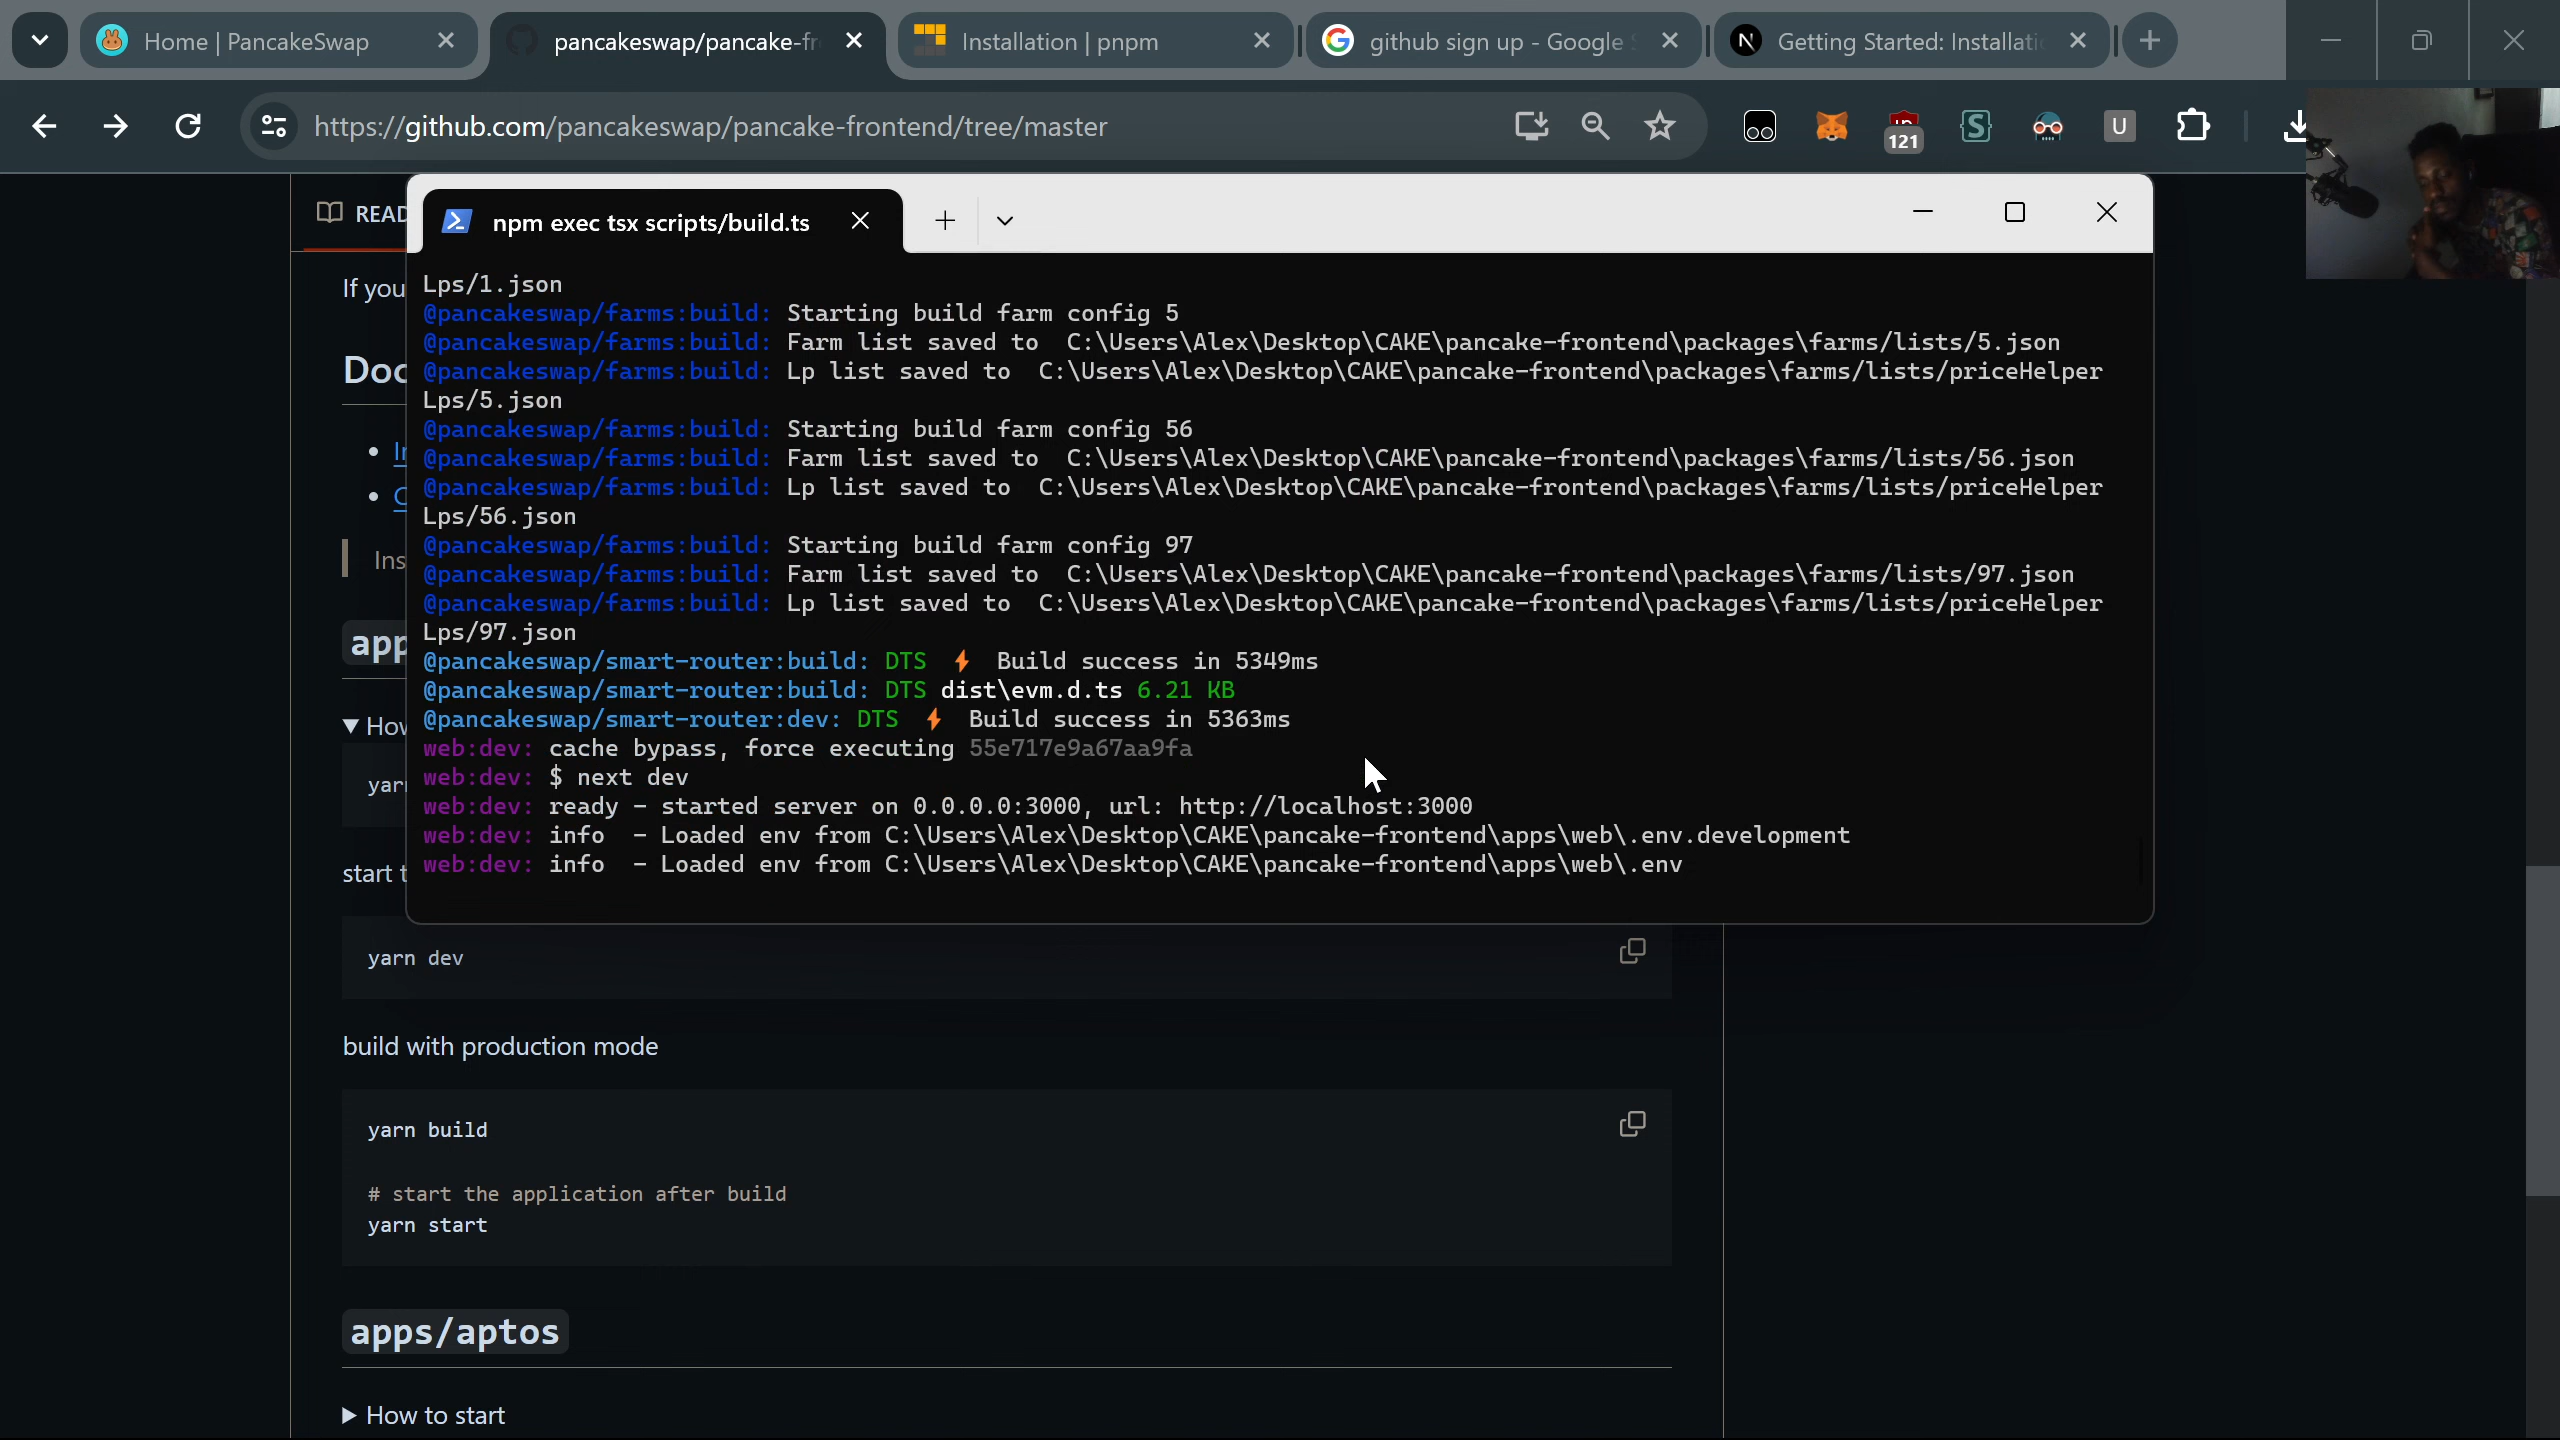 Home | PancakeSwap
pancakeswap/pancake-fr
Installation | pnpm
github sign up - Google
Getting Started: Installati
https://github.com/pancakeswap/pancake-frontend/tree/master
121
U
READ
npm exec tsx scripts/build.ts
If you
Doc
Ins
app
▼ How
yar
start t
Lps/1.json
@pancakeswap/farms:build: Starting build farm config 5
@pancakeswap/farms:build: Farm list saved to  C:\Users\Alex\Desktop\CAKE\pancake-frontend\packages\farms/lists/5.json
@pancakeswap/farms:build: Lp list saved to  C:\Users\Alex\Desktop\CAKE\pancake-frontend\packages\farms/lists/priceHelper
Lps/5.json
@pancakeswap/farms:build: Starting build farm config 56
@pancakeswap/farms:build: Farm list saved to  C:\Users\Alex\Desktop\CAKE\pancake-frontend\packages\farms/lists/56.json
@pancakeswap/farms:build: Lp list saved to  C:\Users\Alex\Desktop\CAKE\pancake-frontend\packages\farms/lists/priceHelper
Lps/56.json
@pancakeswap/farms:build: Starting build farm config 97
@pancakeswap/farms:build: Farm list saved to  C:\Users\Alex\Desktop\CAKE\pancake-frontend\packages\farms/lists/97.json
@pancakeswap/farms:build: Lp list saved to  C:\Users\Alex\Desktop\CAKE\pancake-frontend\packages\farms/lists/priceHelper
Lps/97.json
@pancakeswap/smart-router:build: DTS ⚡ Build success in 5349ms
@pancakeswap/smart-router:build: DTS dist\evm.d.ts 6.21 KB
@pancakeswap/smart-router:dev: DTS ⚡ Build success in 5363ms
web:dev: cache bypass, force executing 55e717e9a67aa9fa
web:dev: $ next dev
web:dev: ready - started server on 0.0.0.0:3000, url: http://localhost:3000
web:dev: info  - Loaded env from C:\Users\Alex\Desktop\CAKE\pancake-frontend\apps\web\.env.development
web:dev: info  - Loaded env from C:\Users\Alex\Desktop\CAKE\pancake-frontend\apps\web\.env
yarn dev
build with production mode
yarn build
# start the application after build
yarn start
apps/aptos
▶ How to start